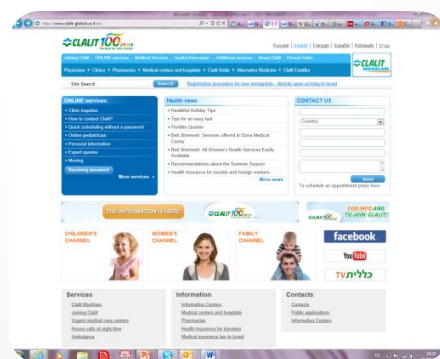 CLALIT 100
Русский | English | Français | Español | Português | עברית
Joining Clalit ONLINE services Medical Services Useful Information Additional services About Clalit
Physicians • Clinics • Pharmacies • Medical centers and hospitals • Clalit Smile • Alternative Medicine • Clalit Estetika
CLALIT
MUSHLAM
Site Search
Search
Registration procedure for new immigrants - directly upon arriving to Israel
ONLINE services:
• Clinic inquiries
• How to contact Clalit?
• Quick scheduling without a password
• Online pediatrician
• Personal information
• Expert queries
• Moving
Receiving password
More services
Health news
• Healthful Holiday Tips
• Tips for an easy fast
• Flexible Quarter
• Beit Shemesh: Services offered in Elona Medical
Center
• Beit Shemesh: All Women's Health Services Easily
Available
• Recommendations about the Summer Season
• Health Insurance for tourists and foreign workers
More news
CONTACT US
Country:
Send
To schedule an appointment press here
THE INFORMATION IS HERE
CLALIT 100
CLALIT 100
FOR INFO AND
TO JOIN CLALIT!
CHILDREN'S
CHANNEL
WOMEN'S
CHANNEL
FAMILY
CHANNEL
facebook
YouTube
כללית TV
Services
Clalit Mushlam
Joining Clalit
Urgent medical care centers
House calls at night time
Ambulance
Information
Information Centers
Medical centers and hospitals
Pharmacies
Health Insurance for travelers
Medical insurance law in Israel
Contacts
Contacts
Public applications
Information Centers